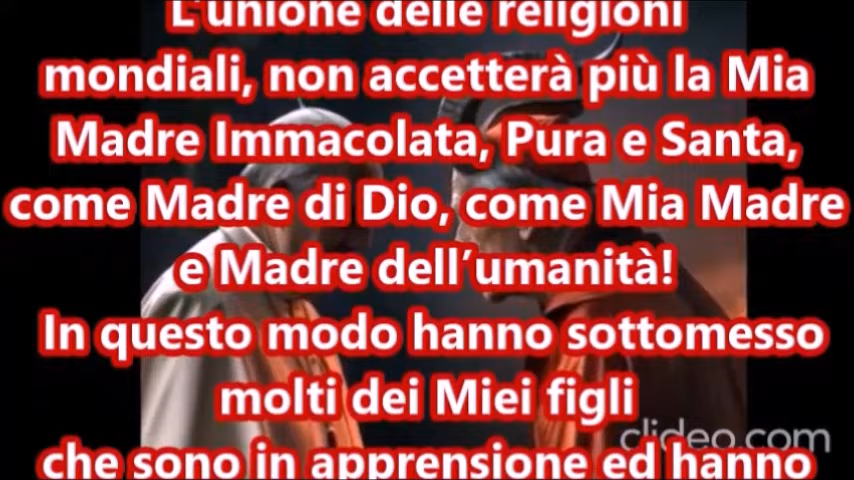 L'unione delle religioni
mondiali, non accetterà più la Mia
Madre Immacolata, Pura e Santa,
come Madre di Dio, come Mia Madre
e Madre dell’umanità!
In questo modo hanno sottomesso
molti dei Miei figli
clideo.com
che sono in apprensione ed hanno